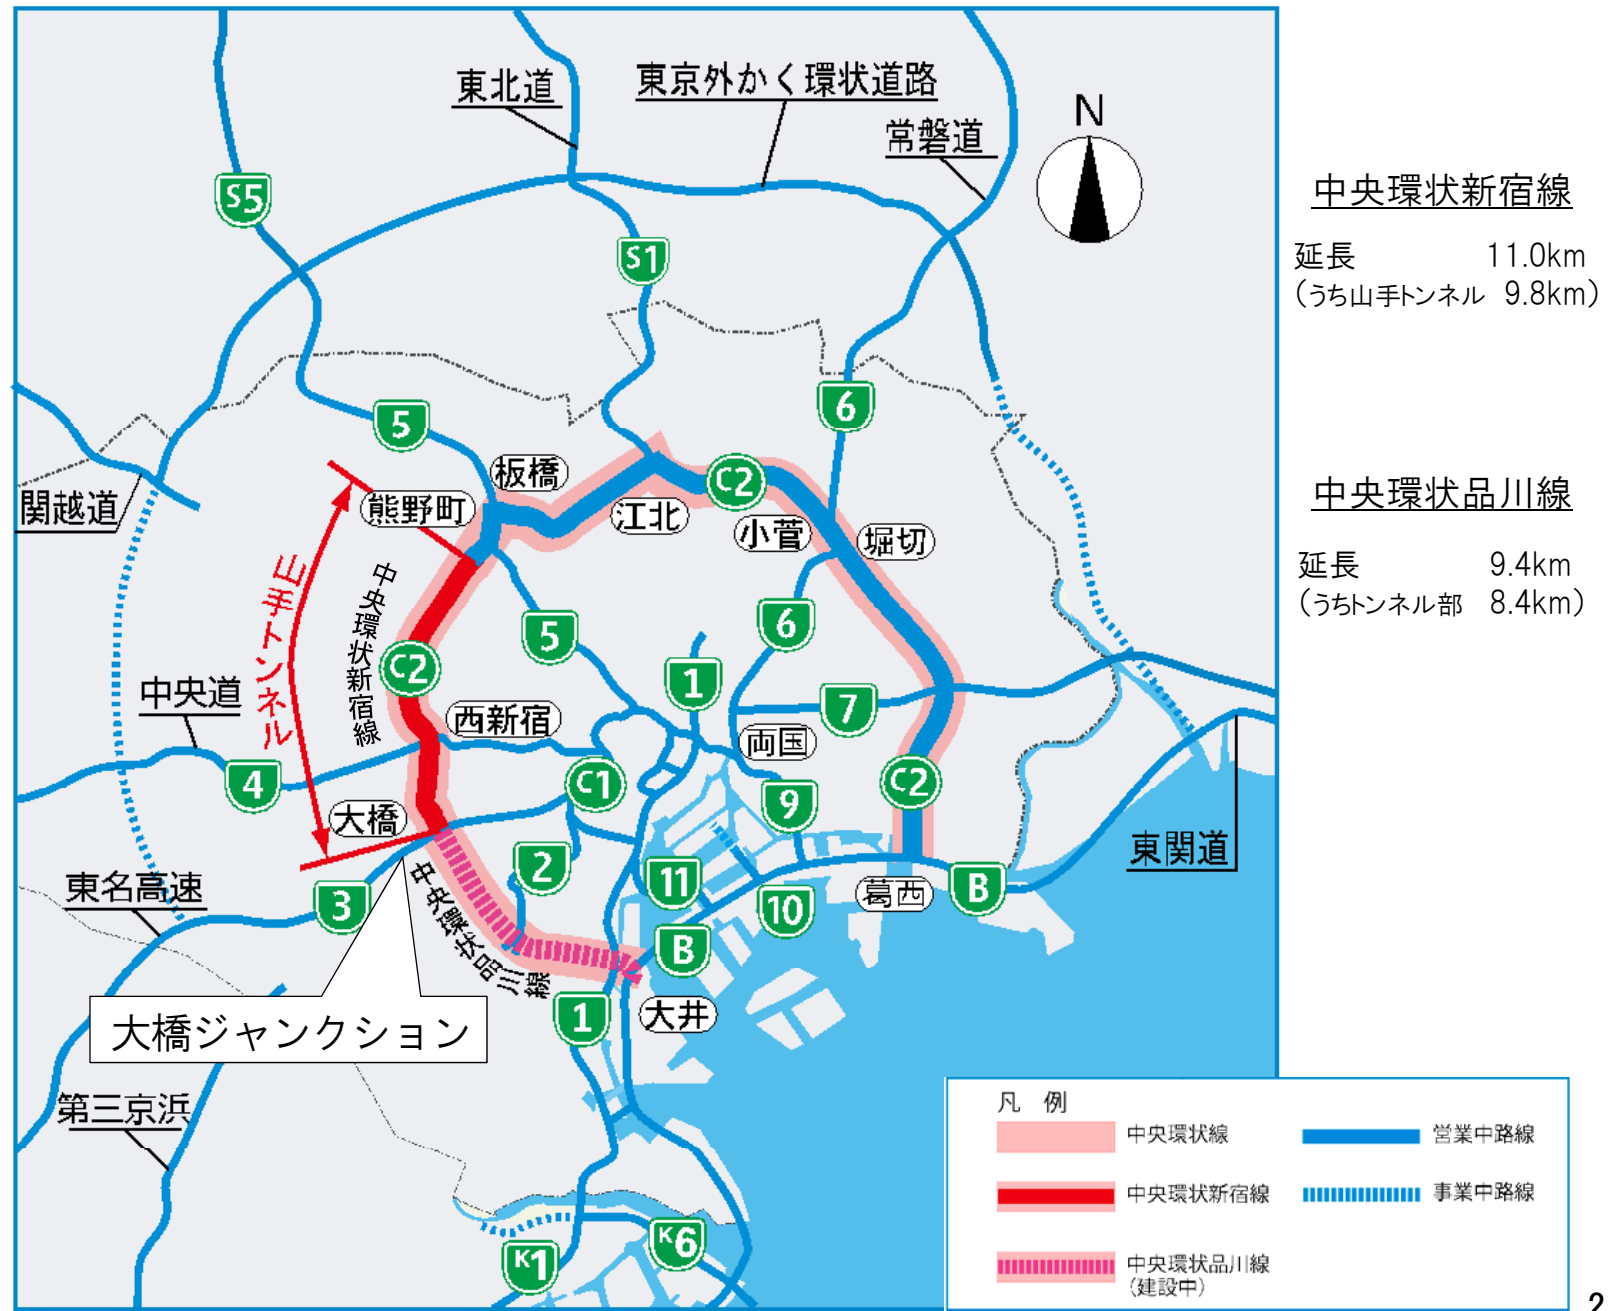 東北道
東京外かく環状道路
常磐道
N
S5
S1
5
6
関越道
熊野町
板橋
C2
江北
小菅
堀切
山手トンネル
中央環状新宿線
C2
5
6
1
7
中央道
西新宿
両国
4
C1
9
C2
大橋
東関道
2
11
10
葛西
B
東名高速
3
中央環状品川線
B
大橋ジャンクション
1
大井
第三京浜
K1
K6
中央環状新宿線
延長 11.0km
(うち山手トンネル 9.8km)
中央環状品川線
延長 9.4km
(うちトンネル部 8.4km)
凡 例
中央環状線
営業中路線
中央環状新宿線
事業中路線
中央環状品川線
(建設中)
2